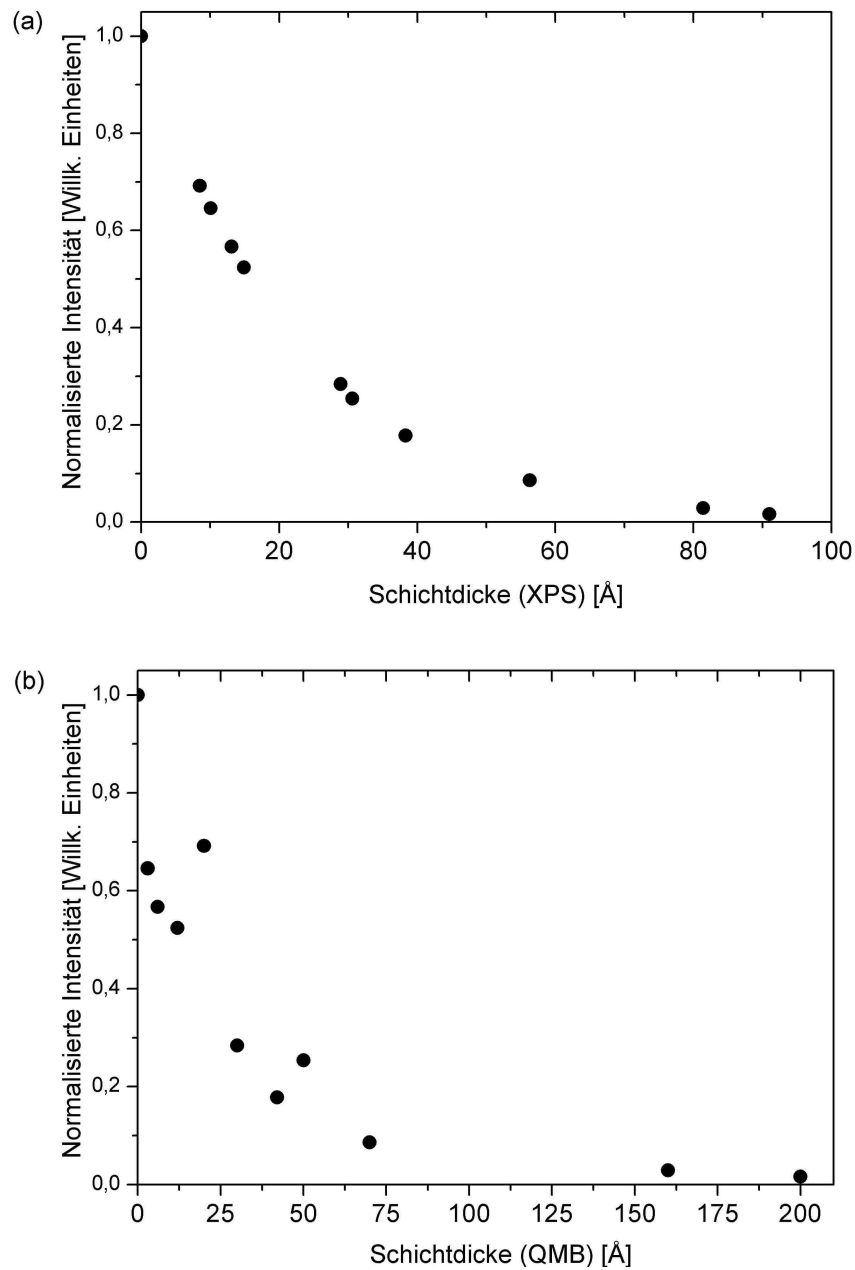 (a)
Normalisierte Intensität [Willk. Einheiten]
1,0
0,8
0,6
0,4
0,2
0,0
0 20 40 60 80 100
Schichtdicke (XPS) [Å]
(b)
Normalisierte Intensität [Willk. Einheiten]
1,0
0,8
0,6
0,4
0,2
0,0
0 25 50 75 100 125 150 175 200
Schichtdicke (QMB) [Å]